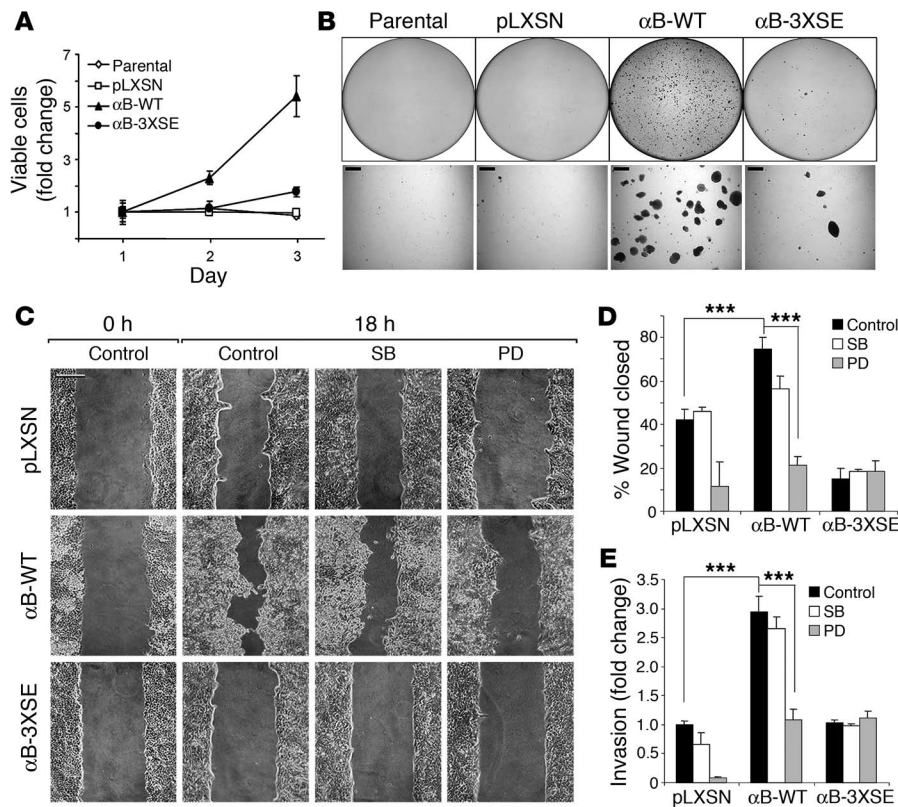 A
Viable cells
(fold change)
7
5
3
1
Parental
pLXSN
αB-WT
αB-3XSE
1 2 3
Day
B
Parental pLXSN αB-WT αB-3XSE
C
0 h 18 h
Control Control SB PD
pLXSN
αB-WT
αB-3XSE
D
% Wound closed
80
60
40
20
0
*** ***
Control
SB
PD
pLXSN αB-WT αB-3XSE
E
Invasion (fold change)
3.5
3.0
2.5
2.0
1.5
1.0
0.5
0
*** ***
Control
SB
PD
pLXSN αB-WT αB-3XSE